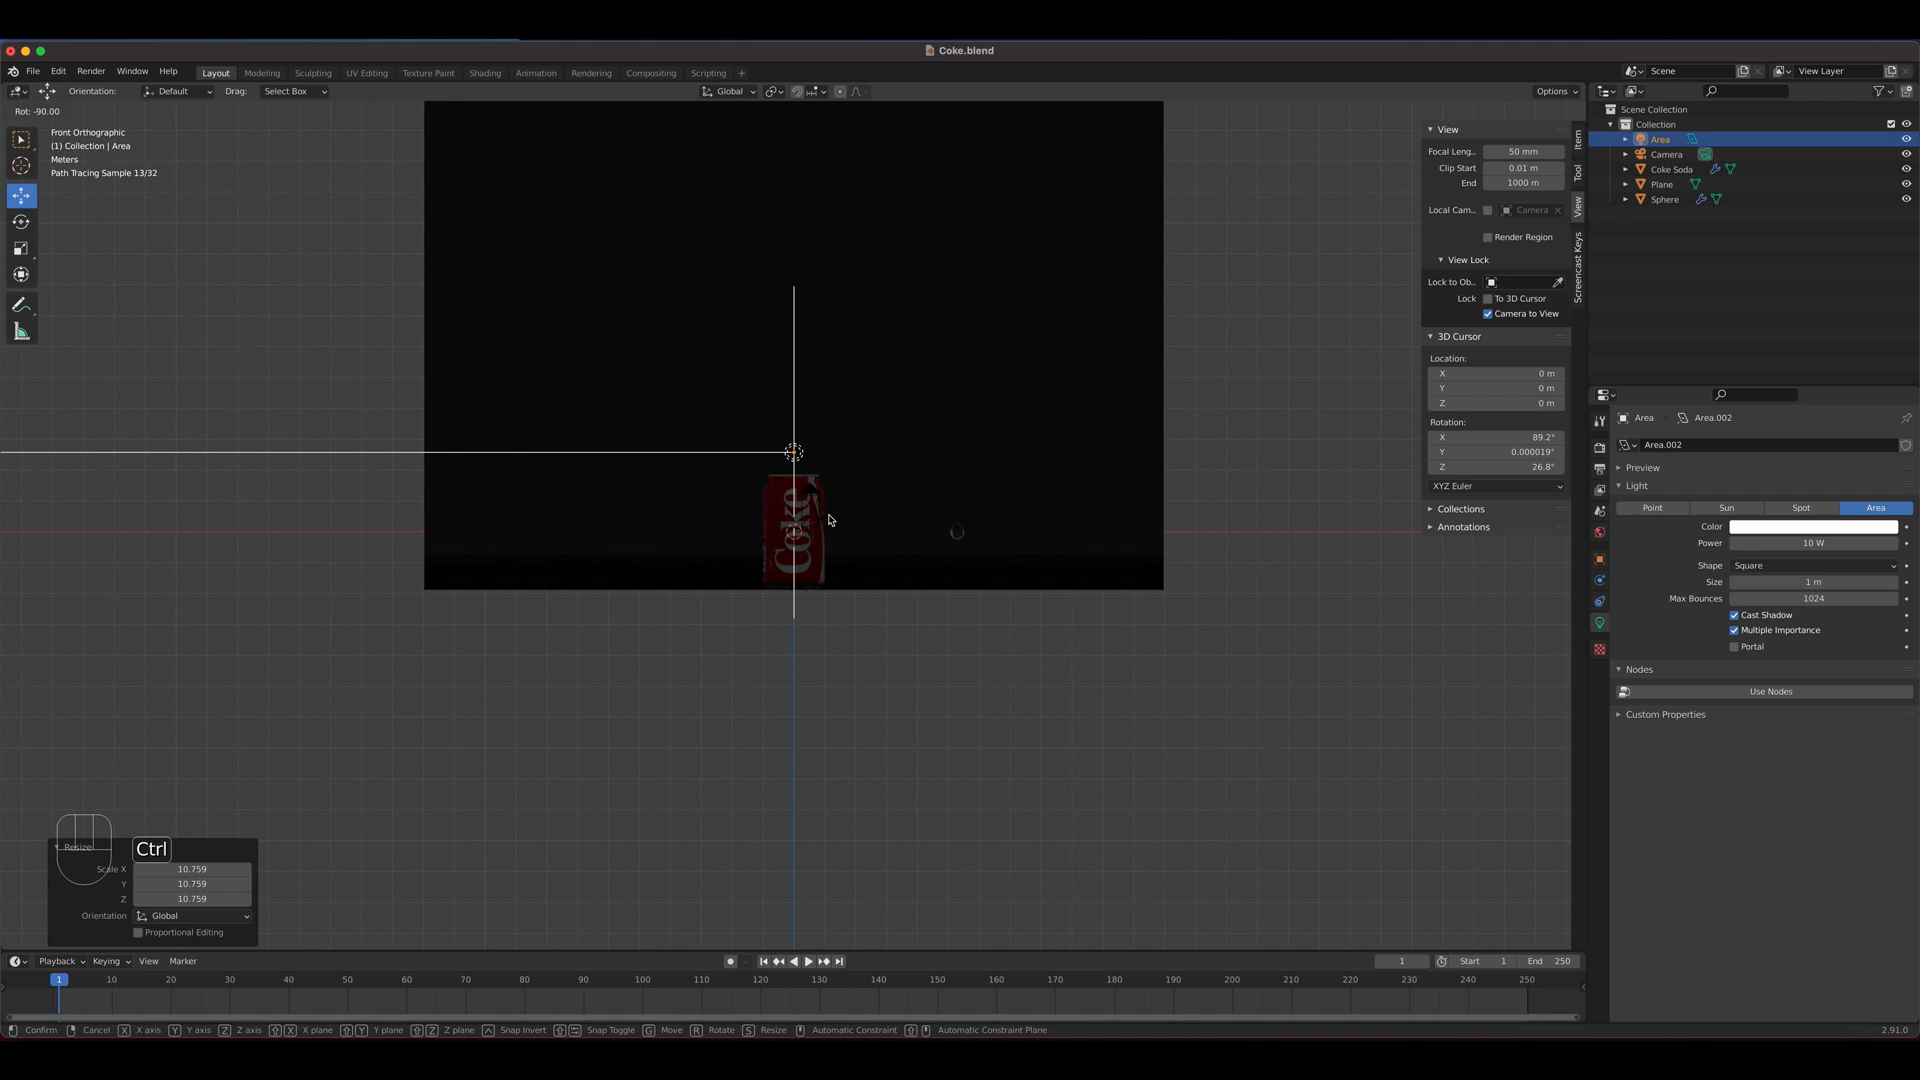 Coke.blend
File Edit Render Window Help Layout Modeling Sculpting UV Editing Texture Paint Shading Animation Rendering Compositing Scripting + Scene View Layer
Orientation: Default Drag: Select Box Global Options
Rot: -90.00
Front Orthographic
(1) Collection | Area
Meters
Path Tracing Sample 13/32
View
Focal Leng... 50 mm
Clip Start 0.01 m
End 1000 m
Local Cam... Camera
Render Region
View Lock
Lock to Ob...
Lock To 3D Cursor
Camera to View
3D Cursor
Location:
X 0 m
Y 0 m
Z 0 m
Rotation:
X 89.2°
Y 0.000019°
Z 26.8°
XYZ Euler
Collections
Annotations
Item
Tool
View
Screencast Keys
Scene Collection
Collection
Area
Camera
Coke Soda
Plane
Sphere
Area Area.002
Area.002
Preview
Light
Point Sun Spot Area
Color
Power 10 W
Shape Square
Size 1 m
Max Bounces 1024
Cast Shadow
Multiple Importance
Portal
Nodes
Use Nodes
Custom Properties
Coke
Resize
Ctrl
Scale X 10.759
Y 10.759
Z 10.759
Orientation Global
Proportional Editing
Playback Keying View Marker 1 Start 1 End 250
1 10 20 30 40 50 60 70 80 90 100 110 120 130 140 150 160 170 180 190 200 210 220 230 240 250
Confirm Cancel X X axis Y Y axis Z Z axis X X plane Y Y plane Z Z plane Snap Invert Snap Toggle G Move R Rotate S Resize Automatic Constraint Automatic Constraint Plane 2.91.0